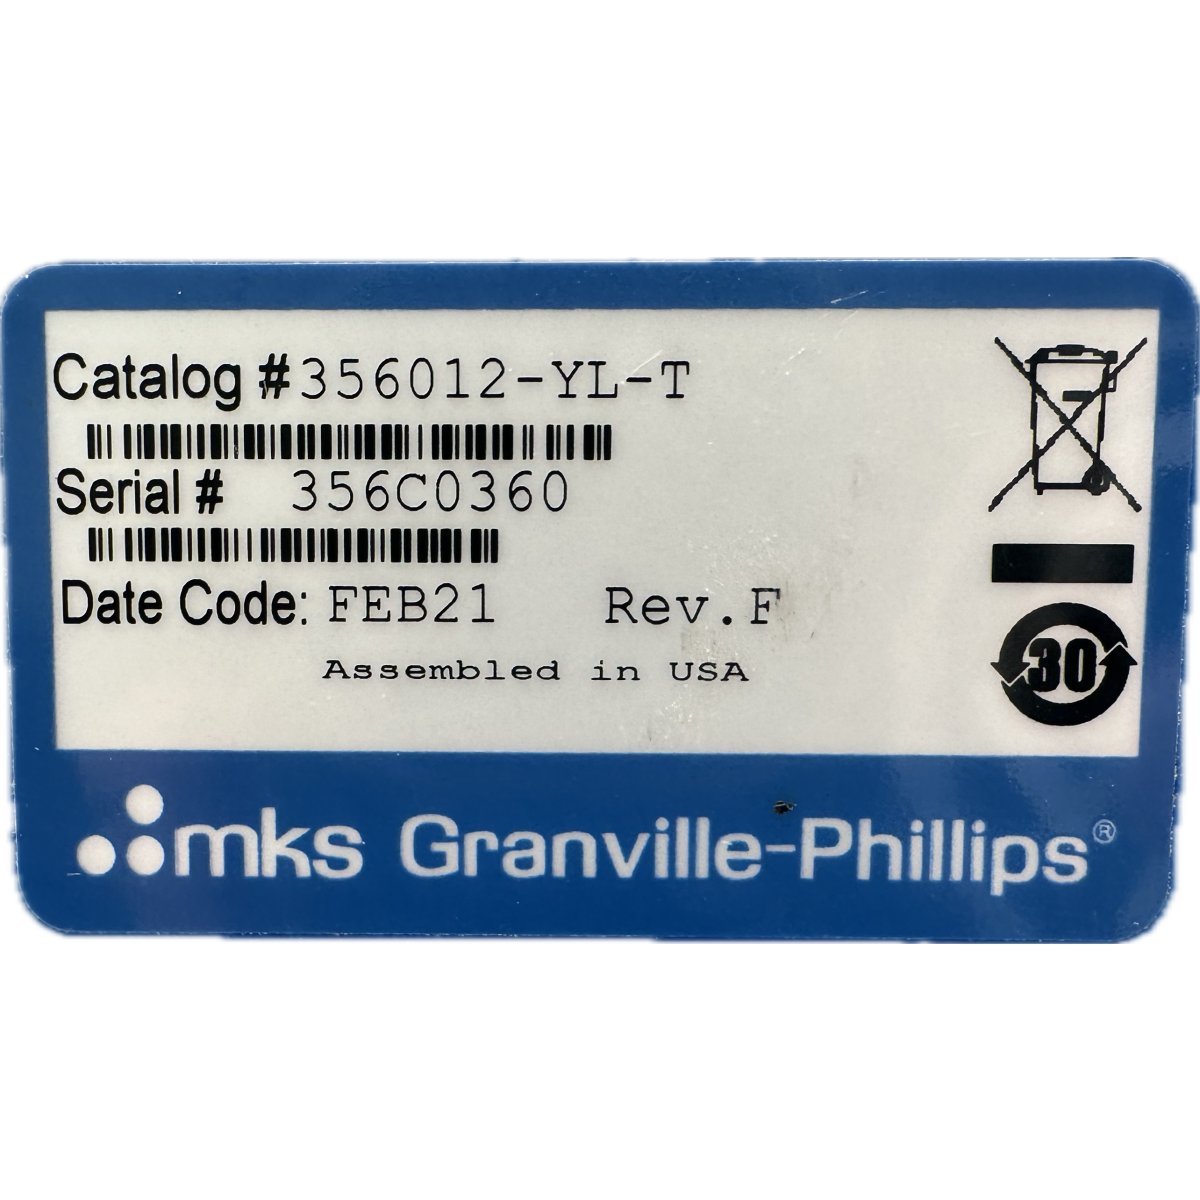 Catalog #356012-YL-T
Serial # 356C0360
Date Code: FEB21 Rev.F
Assembled in USA
30
mks Granville-Phillips®